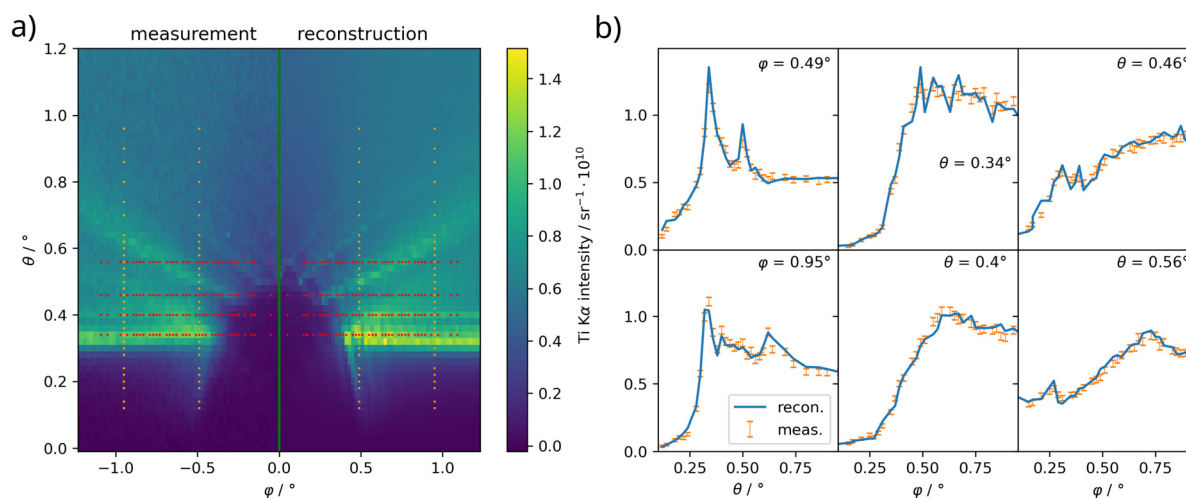 a)
measurement
reconstruction
1.2
1.0
0.8
0.6
0.4
0.2
0.0
θ / °
−1.0
−0.5
0.0
0.5
1.0
φ / °
1.4
1.2
1.0
0.8
0.6
0.4
0.2
0.0
Ti Kα intensity / sr⁻¹ · 10¹⁰
b)
1.0
0.5
0.0
φ = 0.49°
θ = 0.34°
θ = 0.46°
1.0
0.5
0.0
φ = 0.95°
recon.
meas.
θ = 0.4°
θ = 0.56°
0.25
0.50
0.75
θ / °
0.25
0.50
0.75
φ / °
0.25
0.50
0.75
φ / °